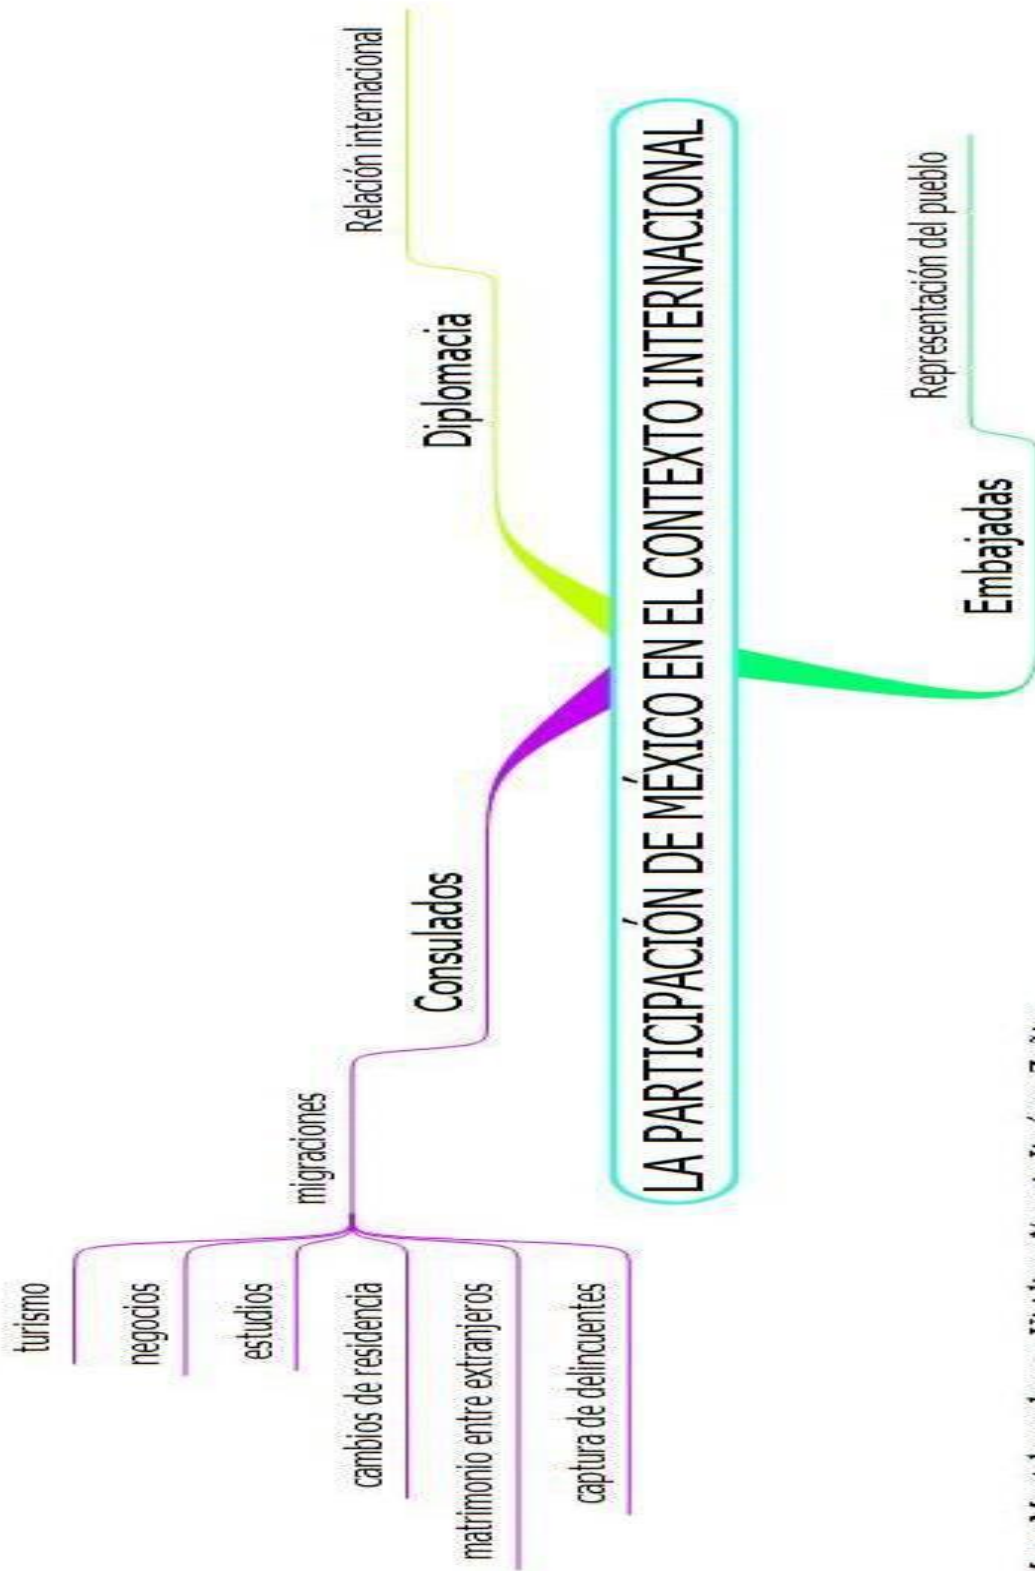 LA PARTICIPACIÓN DE MÉXICO EN EL CONTEXTO INTERNACIONAL
Consulados
migraciones
turismo
negocios
estudios
cambios de residencia
matrimonio entre extranjeros
captura de delincuentes
Diplomacia
Relación internacional
Embajadas
Representación del pueblo